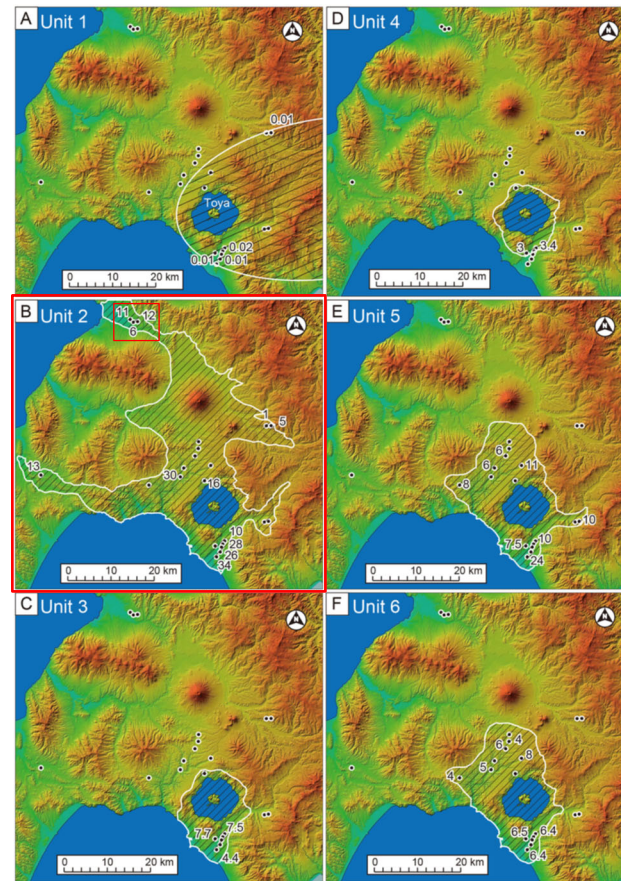 A Unit 1
N
0.01
Toya
0.02
0.01 0.01
0 10 20 km
B Unit 2
N
11 12
6
1
5
13
30
16
10
28
26
34
0 10 20 km
C Unit 3
N
7.7 7.5
4.4
0 10 20 km
D Unit 4
N
3 3.4
0 10 20 km
E Unit 5
N
6
6 11
8
10
10
7.5
24
0 10 20 km
F Unit 6
N
6 4
8
5
4
6.5 6.4
6.4
0 10 20 km